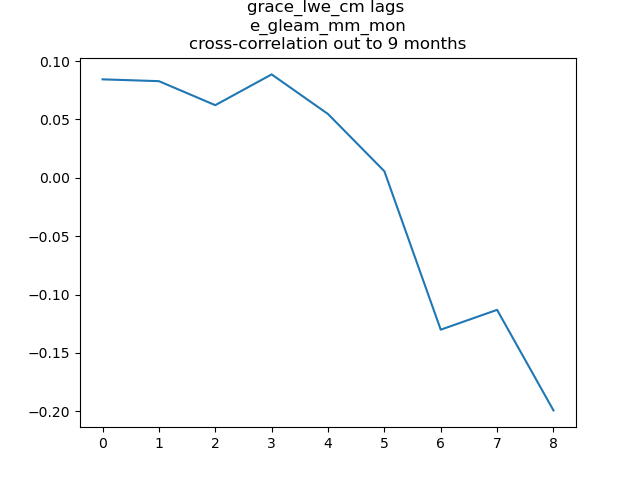 grace_lwe_cm lags
e_gleam_mm_mon
cross-correlation out to 9 months
0.10
0.05
0.00
−0.05
−0.10
−0.15
−0.20
0 1 2 3 4 5 6 7 8